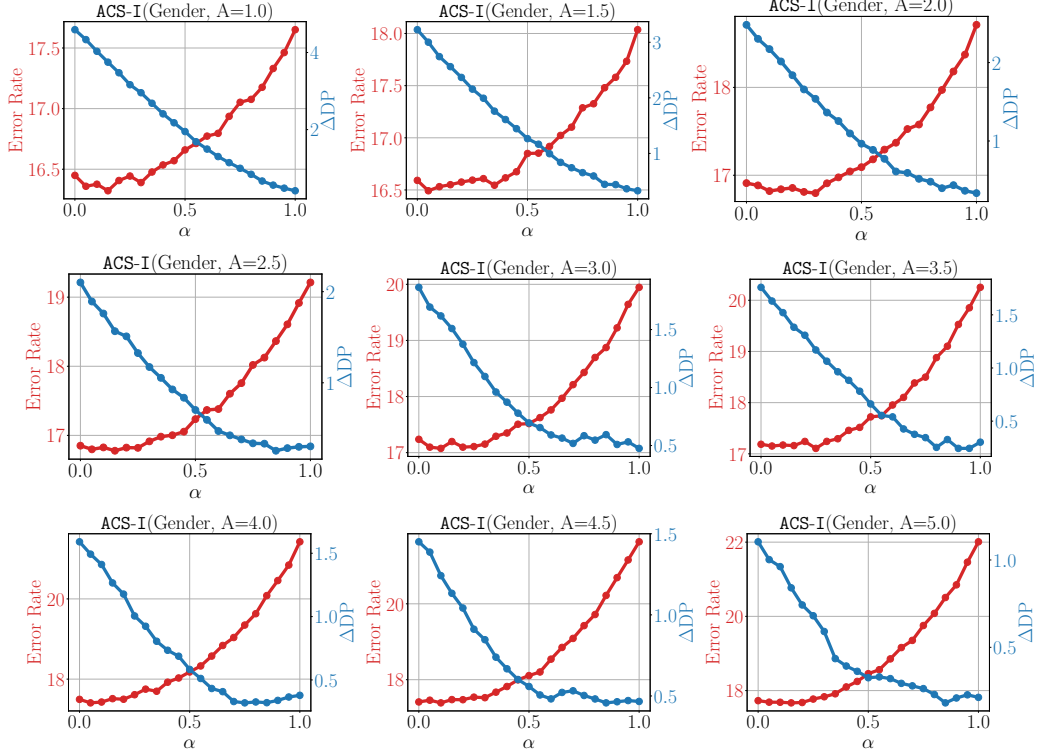 ACS-I(Gender, A=1.0)
Error Rate
17.5
17.0
16.5
4
2
ΔDP
0.0 0.5 1.0
α
ACS-I(Gender, A=1.5)
Error Rate
18.0
17.5
17.0
16.5
3
2
1
ΔDP
0.0 0.5 1.0
α
ACS-I(Gender, A=2.0)
Error Rate
18
17
2
1
ΔDP
0.0 0.5 1.0
α
ACS-I(Gender, A=2.5)
Error Rate
19
18
17
2
1
ΔDP
0.0 0.5 1.0
α
ACS-I(Gender, A=3.0)
Error Rate
20
19
18
17
1.5
1.0
0.5
ΔDP
0.0 0.5 1.0
α
ACS-I(Gender, A=3.5)
Error Rate
20
19
18
17
1.5
1.0
0.5
ΔDP
0.0 0.5 1.0
α
ACS-I(Gender, A=4.0)
Error Rate
20
18
1.5
1.0
0.5
ΔDP
0.0 0.5 1.0
α
ACS-I(Gender, A=4.5)
Error Rate
20
18
1.5
1.0
0.5
ΔDP
0.0 0.5 1.0
α
ACS-I(Gender, A=5.0)
Error Rate
22
20
18
1.0
0.5
ΔDP
0.0 0.5 1.0
α